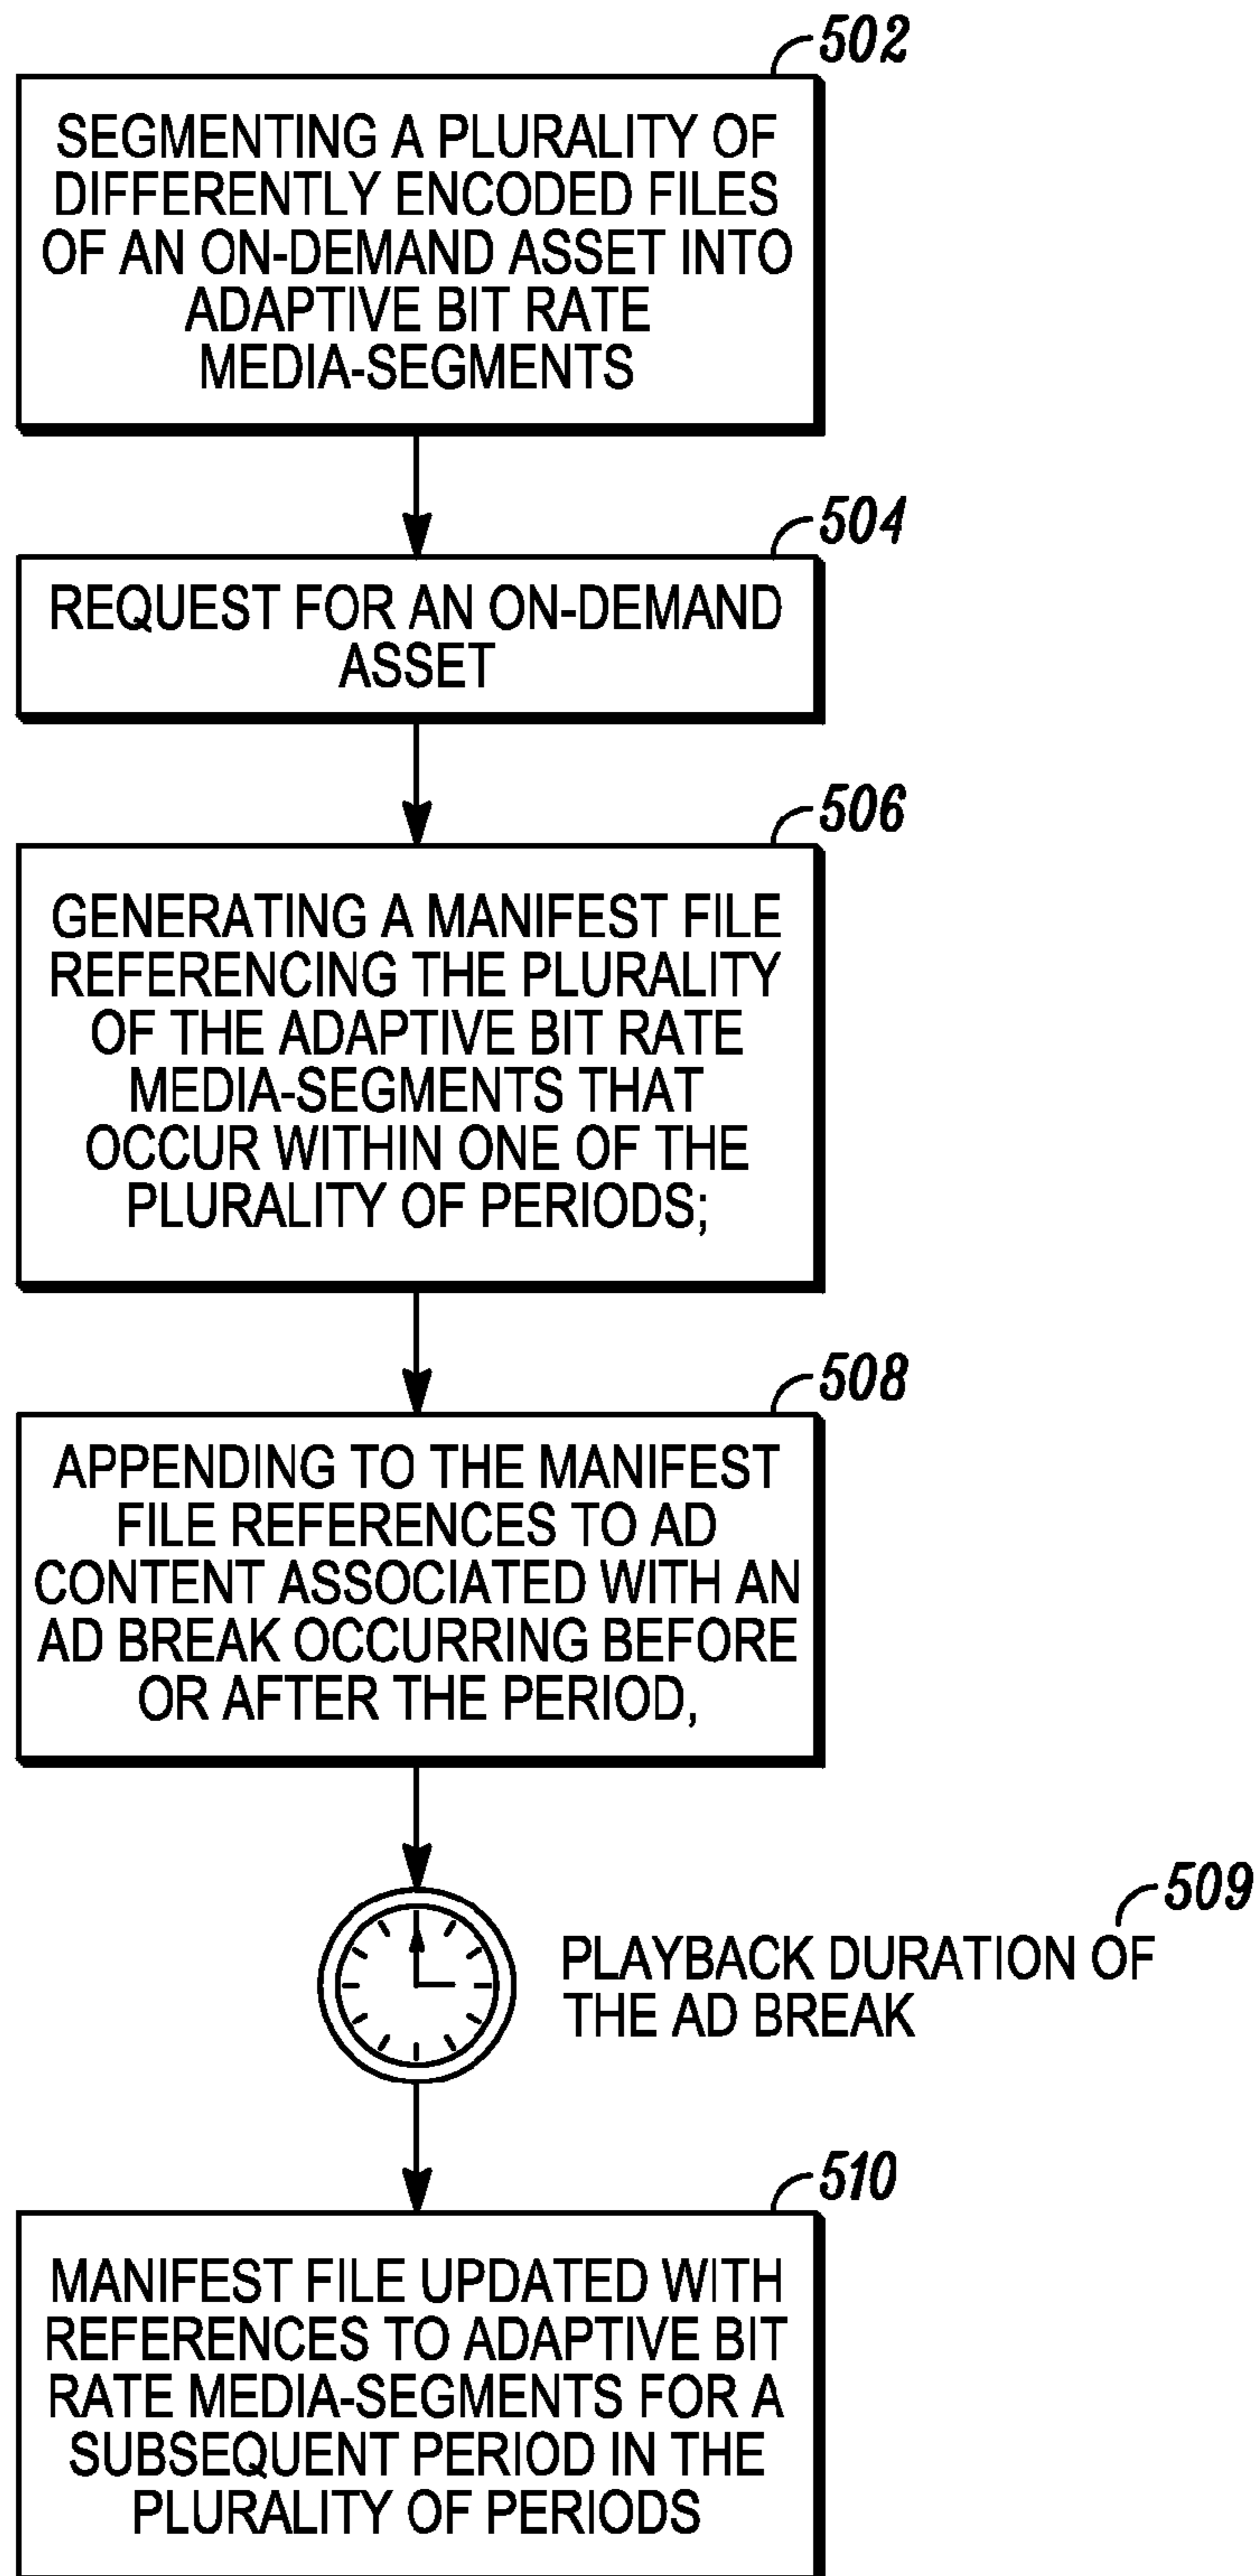 502
SEGMENTING A PLURALITY OF
DIFFERENTLY ENCODED FILES
OF AN ON-DEMAND ASSET INTO
ADAPTIVE BIT RATE
MEDIA-SEGMENTS
504
REQUEST FOR AN ON-DEMAND
ASSET
506
GENERATING A MANIFEST FILE
REFERENCING THE PLURALITY
OF THE ADAPTIVE BIT RATE
MEDIA-SEGMENTS THAT
OCCUR WITHIN ONE OF THE
PLURALITY OF PERIODS;
508
APPENDING TO THE MANIFEST
FILE REFERENCES TO AD
CONTENT ASSOCIATED WITH AN
AD BREAK OCCURRING BEFORE
OR AFTER THE PERIOD,
509
PLAYBACK DURATION OF
THE AD BREAK
510
MANIFEST FILE UPDATED WITH
REFERENCES TO ADAPTIVE BIT
RATE MEDIA-SEGMENTS FOR A
SUBSEQUENT PERIOD IN THE
PLURALITY OF PERIODS